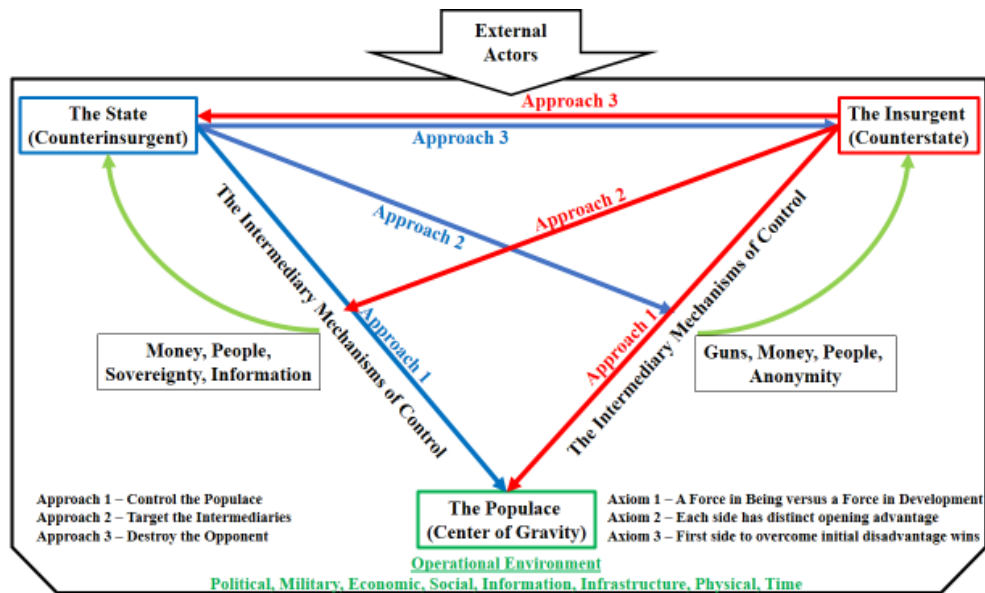 External
Actors
The State
(Counterinsurgent)
Approach 3
Approach 3
The Insurgent
(Counterstate)
Approach 2
Approach 2
The Intermediary Mechanisms of Control
The Intermediary Mechanisms of Control
Approach 1
Approach 1
Money, People,
Sovereignty, Information
Guns, Money, People,
Anonymity
Approach 1 – Control the Populace
Approach 2 – Target the Intermediaries
Approach 3 – Destroy the Opponent
The Populace
(Center of Gravity)
Axiom 1 – A Force in Being versus a Force in Development
Axiom 2 – Each side has distinct opening advantage
Axiom 3 – First side to overcome initial disadvantage wins
Operational Environment
Political, Military, Economic, Social, Information, Infrastructure, Physical, Time